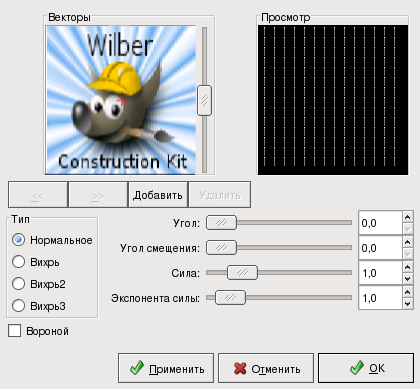 Векторы
Просмотр
Wilber
Construction Kit
<<
>>
Добавить
Удалить
Тип
Нормальное
Вихрь
Вихрь2
Вихрь3
Вороной
Угол:
0,0
Угол смещения:
0,0
Сила:
1,0
Экспонента силы:
1,0
Применить
Отменить
OK